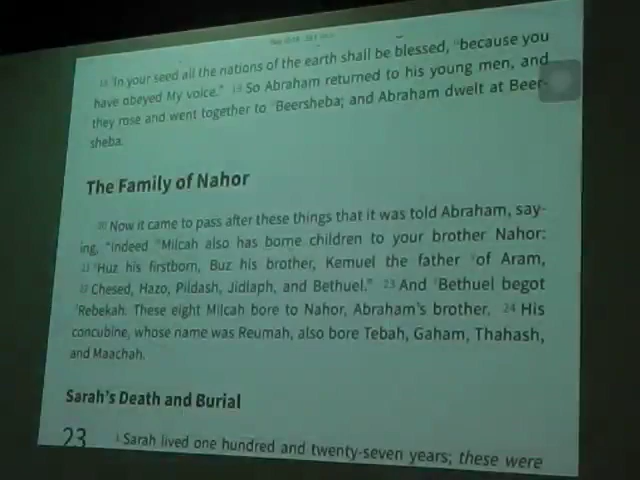 18 In your seed all the nations of the earth shall be blessed, because you
have obeyed My voice." 19 So Abraham returned to his young men, and
they rose and went together to Beersheba; and Abraham dwelt at Beer-
sheba.
The Family of Nahor
20 Now it came to pass after these things that it was told Abraham, say-
ing, "Indeed Milcah also has borne children to your brother Nahor:
21 Huz his firstborn, Buz his brother, Kemuel the father of Aram,
22 Chesed, Hazo, Pildash, Jidlaph, and Bethuel." 23 And Bethuel begot
Rebekah. These eight Milcah bore to Nahor, Abraham's brother. 24 His
concubine, whose name was Reumah, also bore Tebah, Gaham, Thahash,
and Maachah.
Sarah's Death and Burial
23 1 Sarah lived one hundred and twenty-seven years; these were